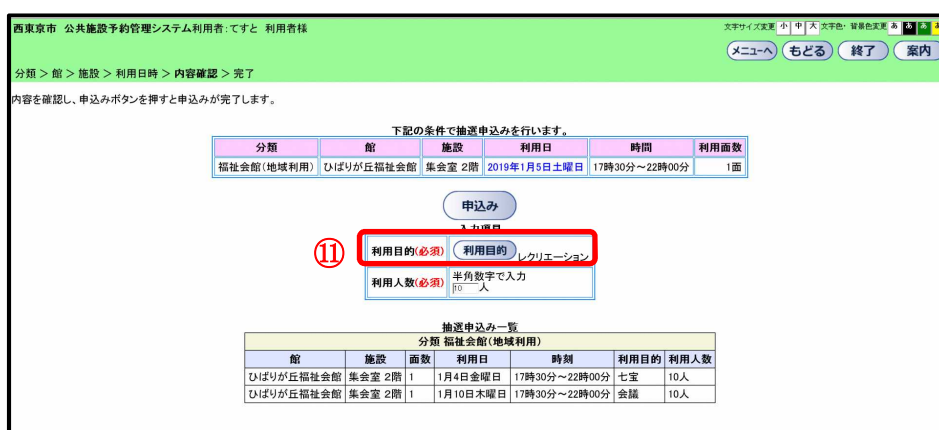 西東京市 公共施設予約管理システム利用者:てすと 利用者様
文字サイズ変更 小 中 大 文字色・背景色変更 あ あ あ
メニューへ もどる 終了 案内
分類 > 館 > 施設 > 利用日時 > 内容確認 > 完了
内容を確認し、申込みボタンを押すと申込みが完了します。
下記の条件で抽選申込みを行います。
分類 館 施設 利用日 時間 利用面数
福祉会館(地域利用) ひばりが丘福祉会館 集会室 2階 2019年1月5日土曜日 17時30分～22時00分 1面
申込み
入力項目
⑪ 利用目的(必須) 利用目的 レクリエーション
利用人数(必須) 半角数字で入力
10 人
抽選申込み一覧
分類 福祉会館(地域利用)
館 施設 面数 利用日 時刻 利用目的 利用人数
ひばりが丘福祉会館 集会室 2階 1 1月4日金曜日 17時30分～22時00分 七宝 10人
ひばりが丘福祉会館 集会室 2階 1 1月10日木曜日 17時30分～22時00分 会議 10人